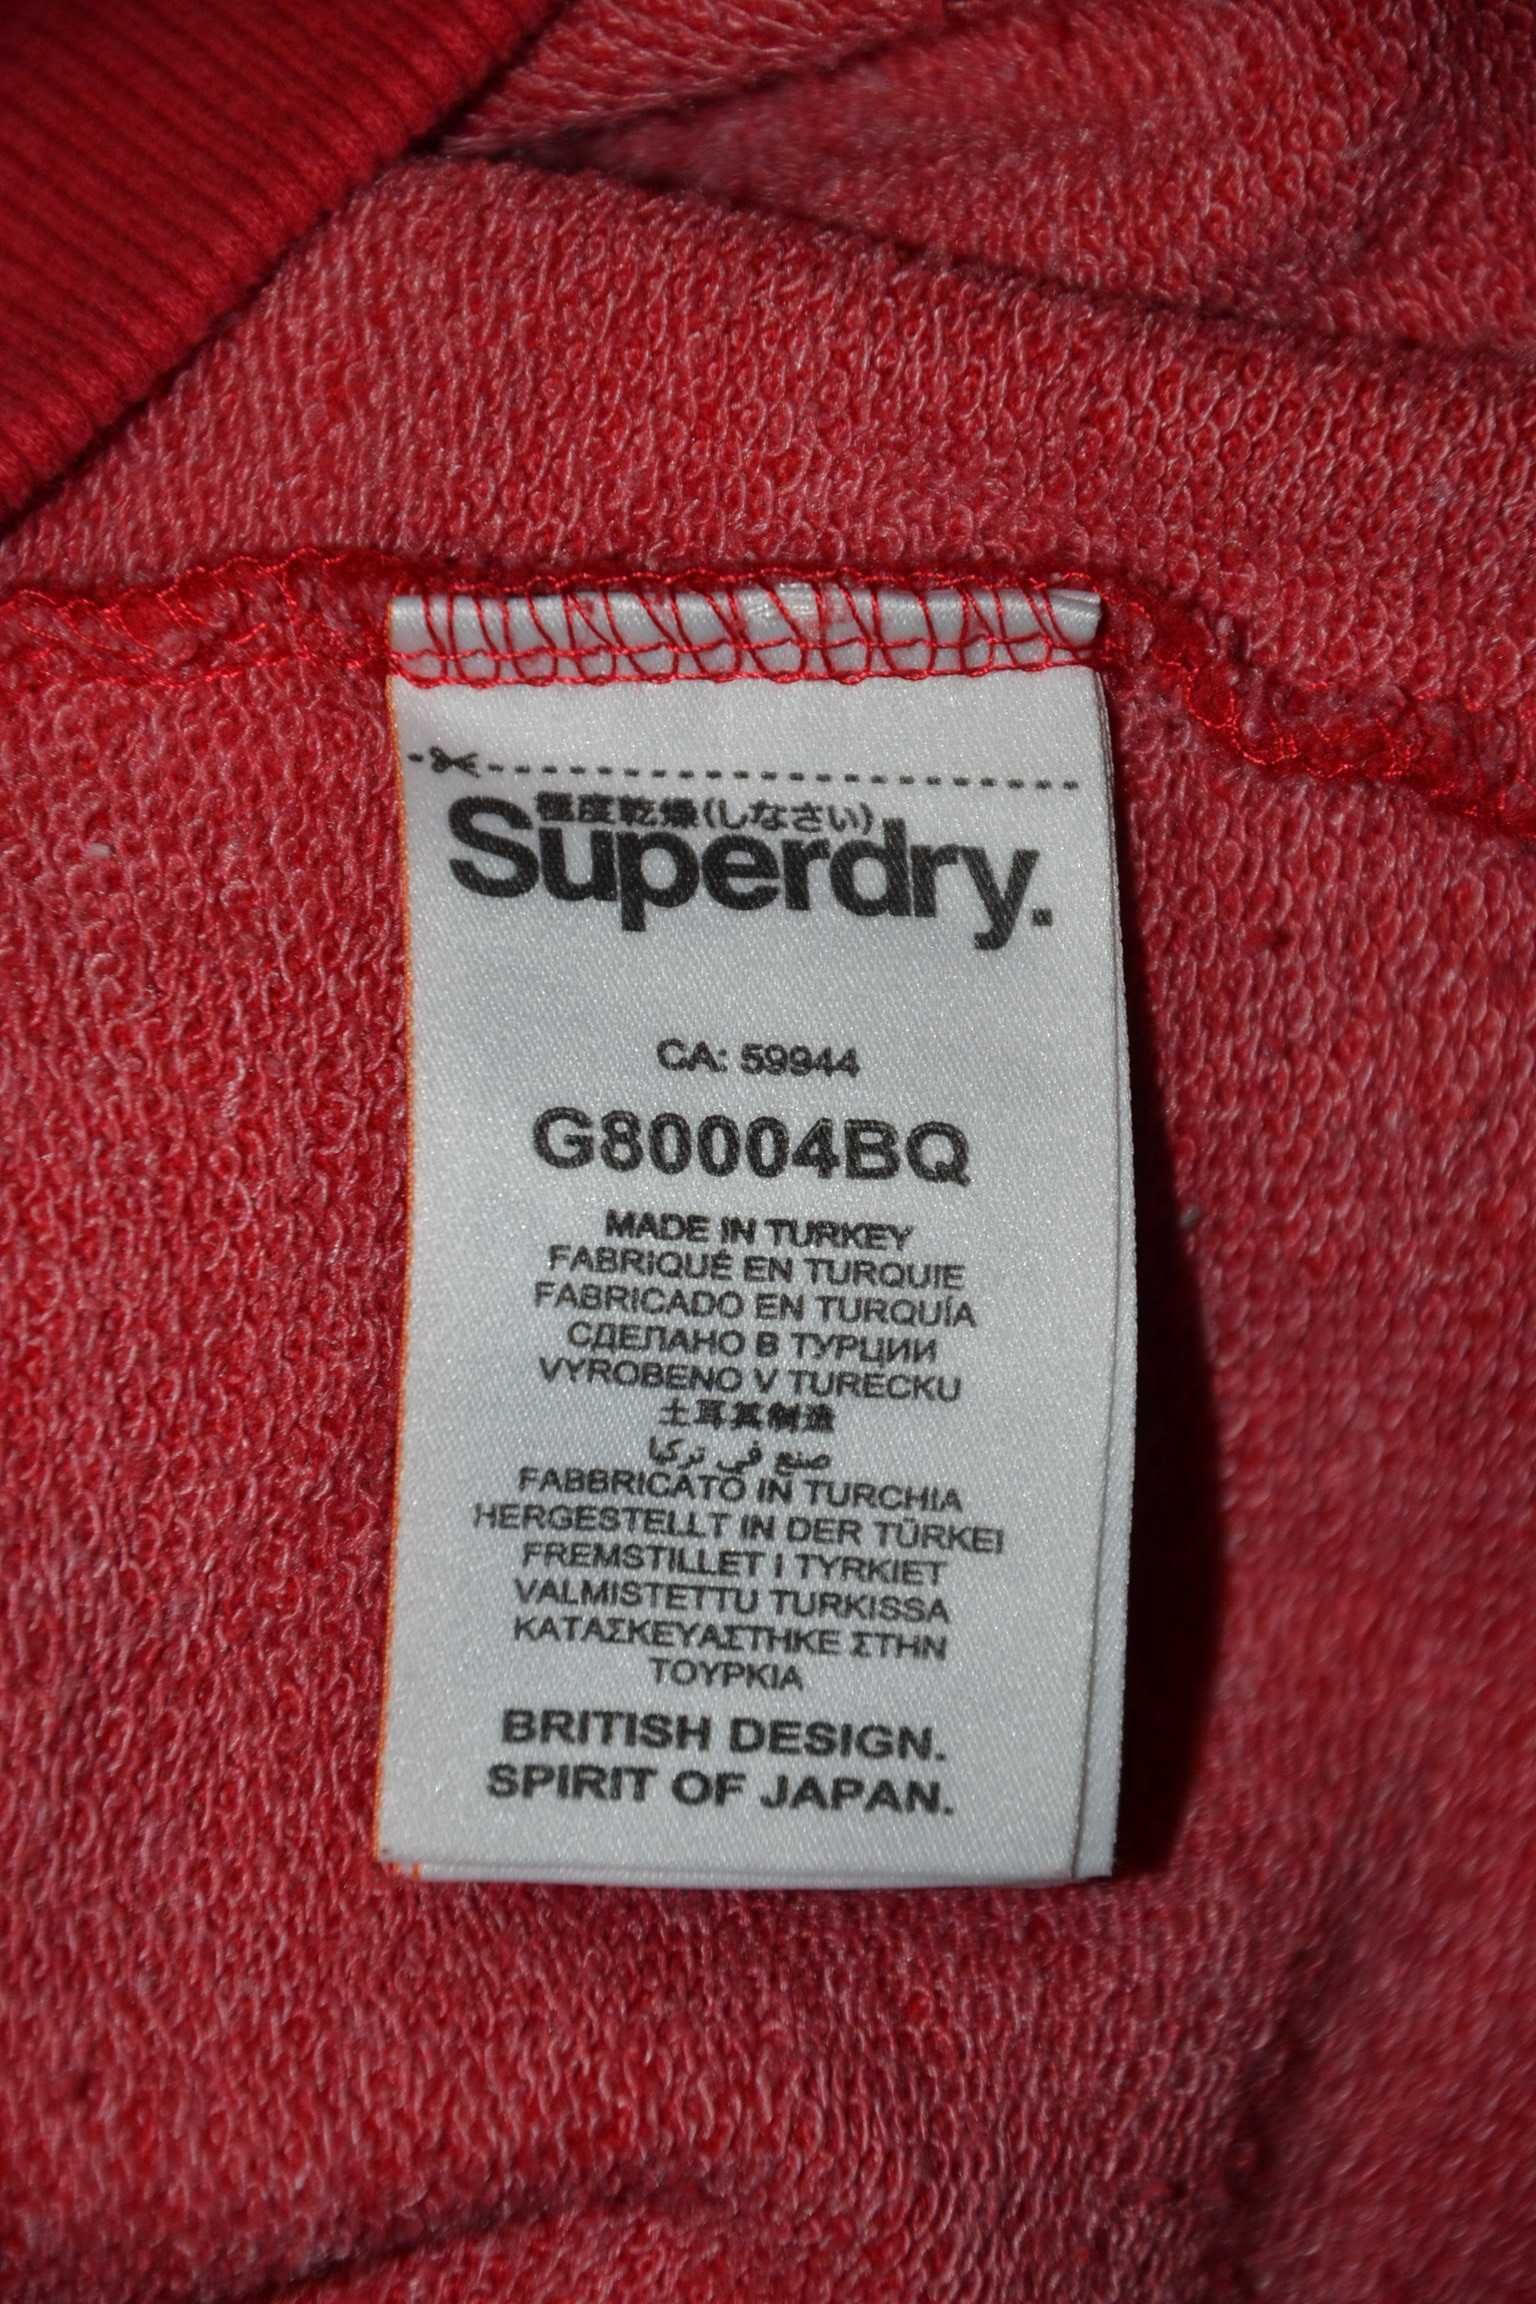 極度乾燥(しなさい)
Superdry.
CA: 59944
G80004BQ
MADE IN TURKEY
FABRIQUÉ EN TURQUIE
FABRICADO EN TURQUÍA
СДЕЛАНО В ТУРЦИИ
VYROBENO V TURECKU
土耳其制造
صنع في تركيا
FABBRICATO IN TURCHIA
HERGESTELLT IN DER TÜRKEI
FREMSTILLET I TYRKIET
VALMISTETTU TURKISSA
ΚΑΤΑΣΚΕΥΑΣΤΗΚΕ ΣΤΗΝ
ΤΟΥΡΚΙΑ
BRITISH DESIGN.
SPIRIT OF JAPAN.